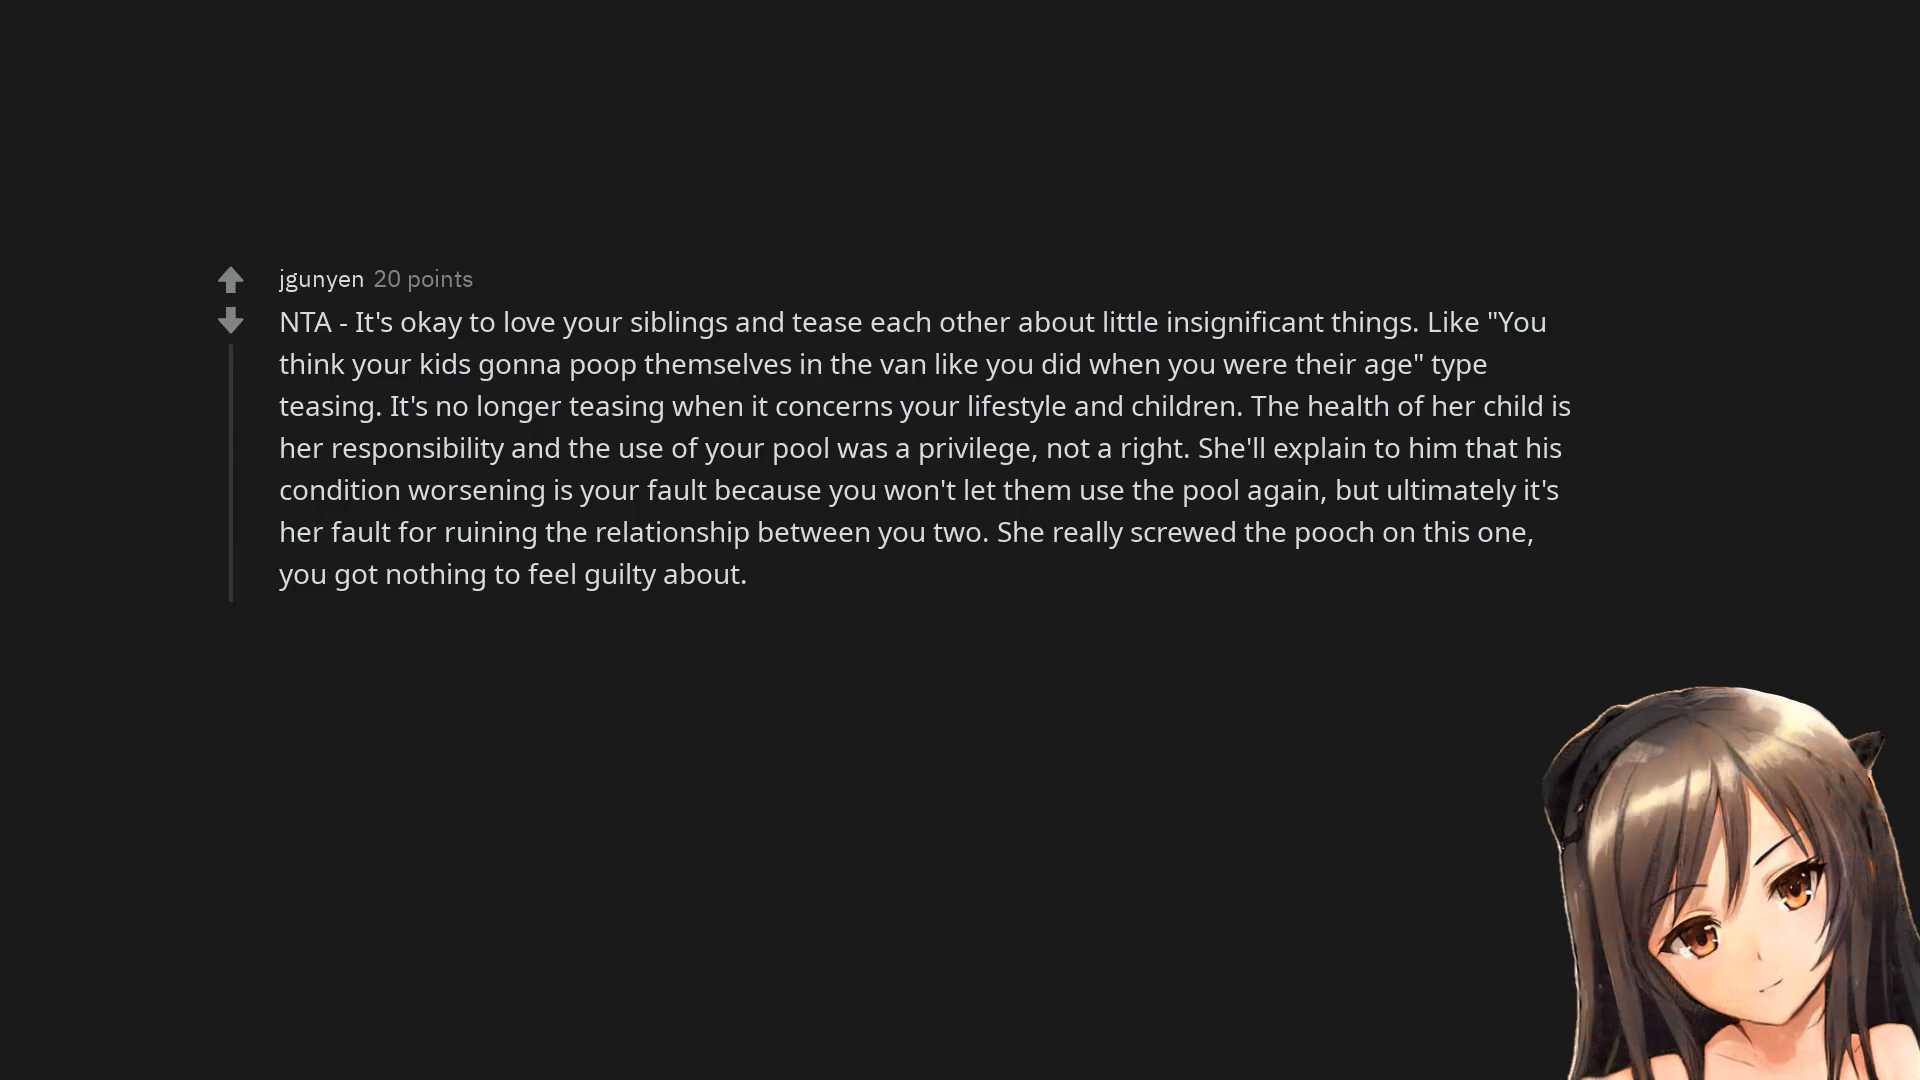 jgunyen 20 points
NTA - It's okay to love your siblings and tease each other about little insignificant things. Like "You
think your kids gonna poop themselves in the van like you did when you were their age" type
teasing. It's no longer teasing when it concerns your lifestyle and children. The health of her child is
her responsibility and the use of your pool was a privilege, not a right. She'll explain to him that his
condition worsening is your fault because you won't let them use the pool again, but ultimately it's
her fault for ruining the relationship between you two. She really screwed the pooch on this one,
you got nothing to feel guilty about.